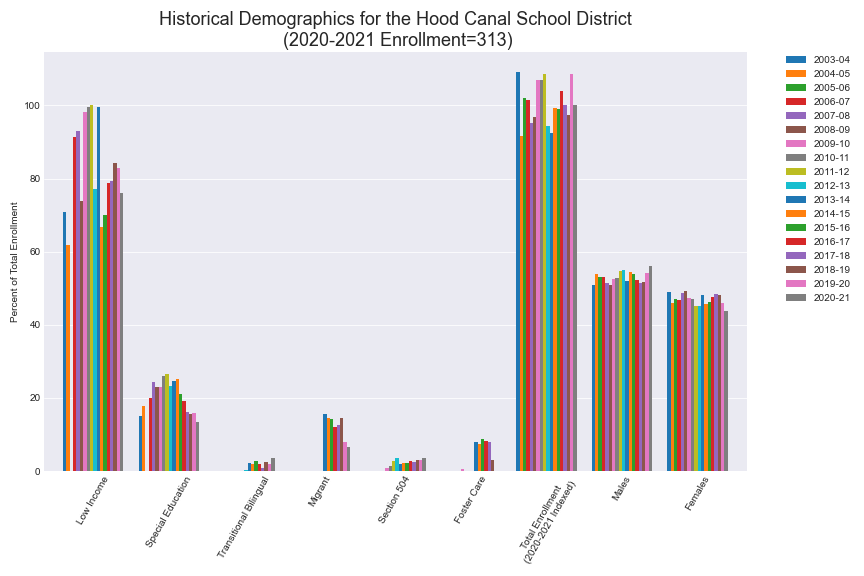 Historical Demographics for the Hood Canal School District
(2020-2021 Enrollment=313)
Percent of Total Enrollment
100
80
60
40
20
0
Low Income
Special Education
Transitional Bilingual
Migrant
Section 504
Foster Care
Total Enrollment
(2020-2021 Indexed)
Males
Females
2003-04
2004-05
2005-06
2006-07
2007-08
2008-09
2009-10
2010-11
2011-12
2012-13
2013-14
2014-15
2015-16
2016-17
2017-18
2018-19
2019-20
2020-21